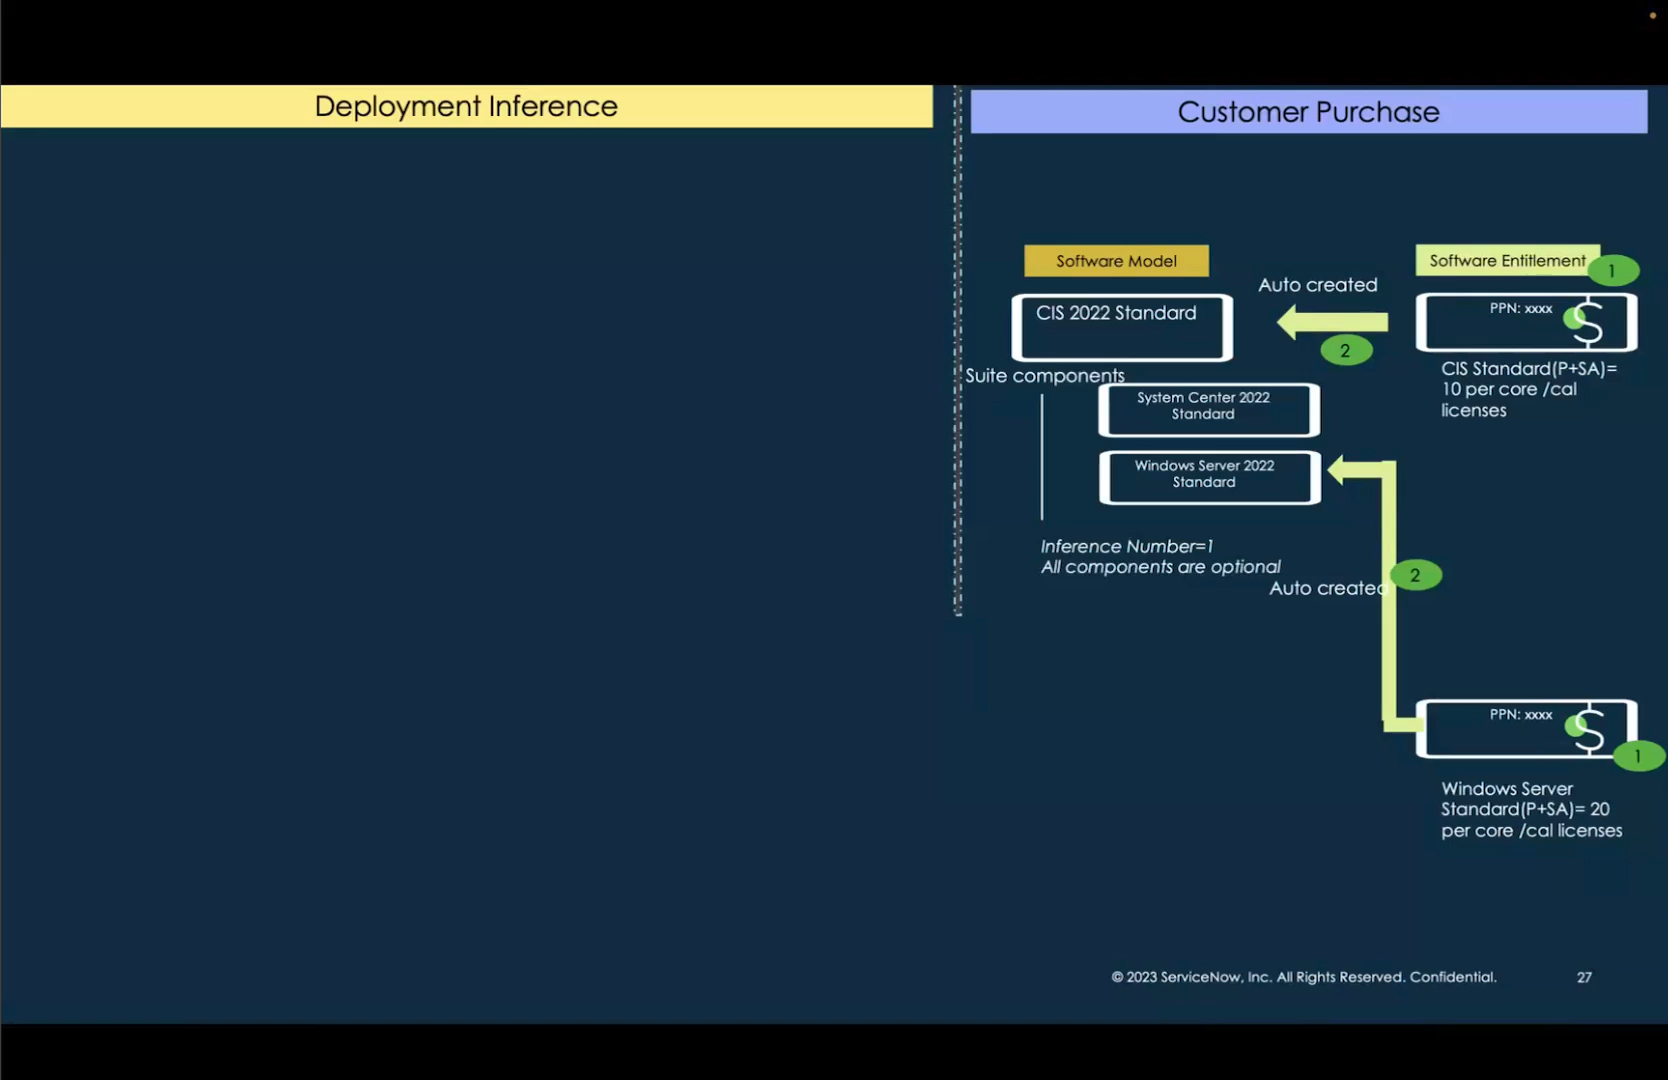 Deployment Inference
Customer Purchase
Software Model
Software Entitlement
1
Auto created
CIS 2022 Standard
PPN: xxxx
$
2
Suite components
CIS Standard(P+SA)=
10 per core /cal
licenses
System Center 2022
Standard
Windows Server 2022
Standard
Inference Number=1
All components are optional
Auto created
2
PPN: xxxx
$
1
Windows Server
Standard(P+SA)= 20
per core /cal licenses
© 2023 ServiceNow, Inc. All Rights Reserved. Confidential.
27